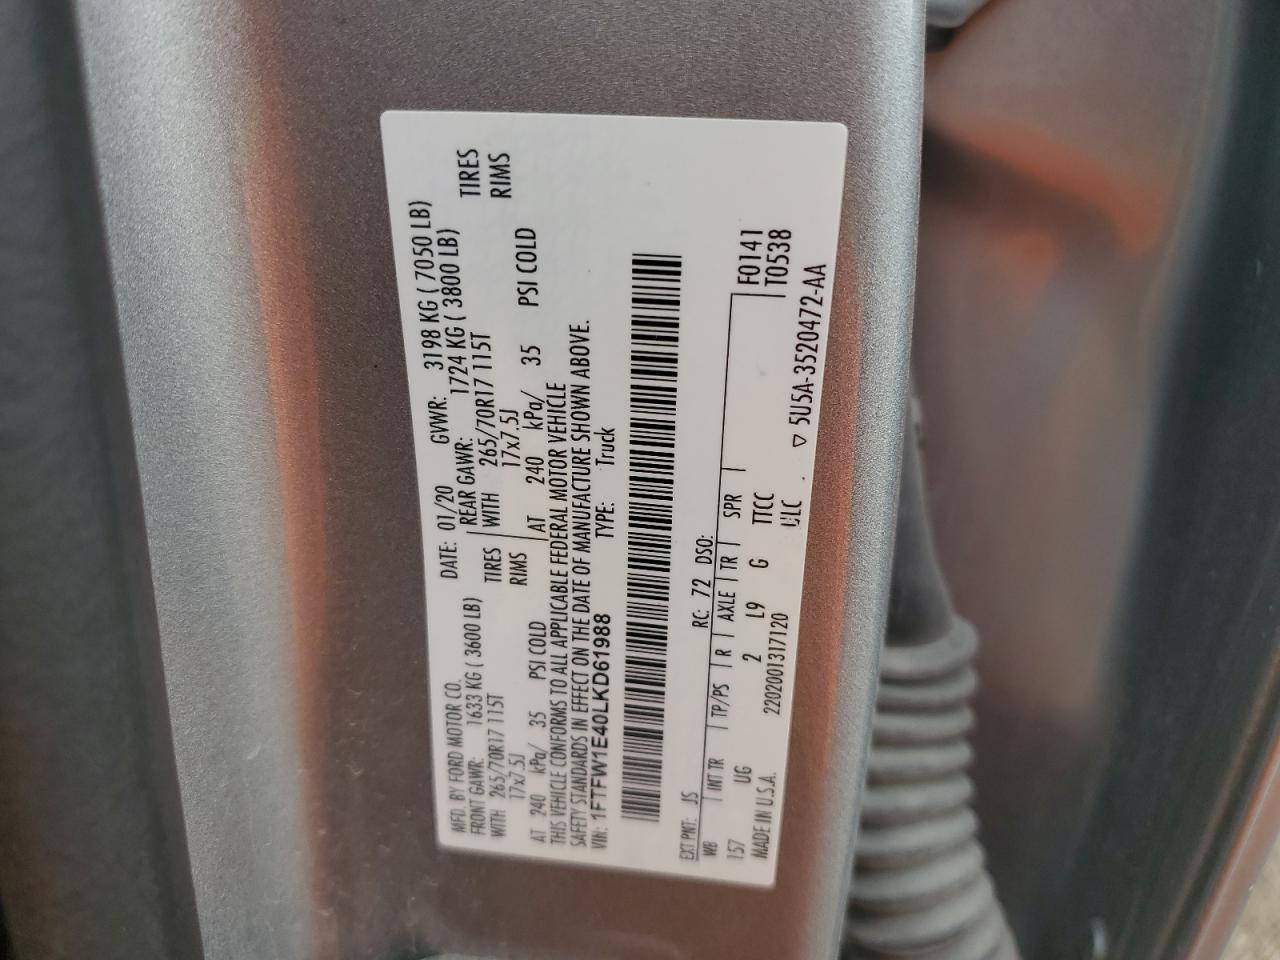 MFD. BY FORD MOTOR CO.
DATE: 01/20 GVWR: 3198 KG ( 7050 LB)
FRONT GAWR: 1633 KG ( 3600 LB) REAR GAWR: 1724 KG ( 3800 LB)
WITH 265/70R17 115T TIRES WITH 265/70R17 115T TIRES
17x7.5J RIMS 17x7.5J RIMS
AT 240 kPa/ 35 PSI COLD AT 240 kPa/ 35 PSI COLD
THIS VEHICLE CONFORMS TO ALL APPLICABLE FEDERAL MOTOR VEHICLE
SAFETY STANDARDS IN EFFECT ON THE DATE OF MANUFACTURE SHOWN ABOVE.
VIN: 1FTFW1E40LKD61988 TYPE: Truck
EXT PNT: JS RC: 72 DSO:
WB INT TR TP/PS R AXLE TR SPR F0141
157 UG 2 L9 G TTCC T0538
MADE IN U.S.A. 2202001317120 ULC 5U5A-3520472-AA